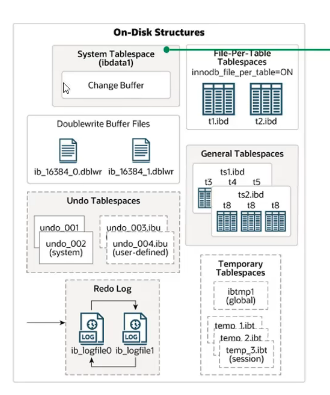 On-Disk Structures
System Tablespace
(ibdata1)
Change Buffer
File-Per-Table
Tablespaces
innodb_file_per_table=ON
t1.ibd t2.ibd
Doublewrite Buffer Files
ib_16384_0.dblwr ib_16384_1.dblwr
General Tablespaces
ts1.ibd
t3 t4 t5
ts2.ibd
t8 t8 t8
Undo Tablespaces
undo_001
undo_002
(system)
undo_003.ibu
undo_004.ibu
(user-defined)
Temporary
Tablespaces
ibtmp1
(global)
temp_1.ibt
temp_2.ibt
temp_3.ibt
(session)
Redo Log
LOG LOG
ib_logfile0 ib_logfile1